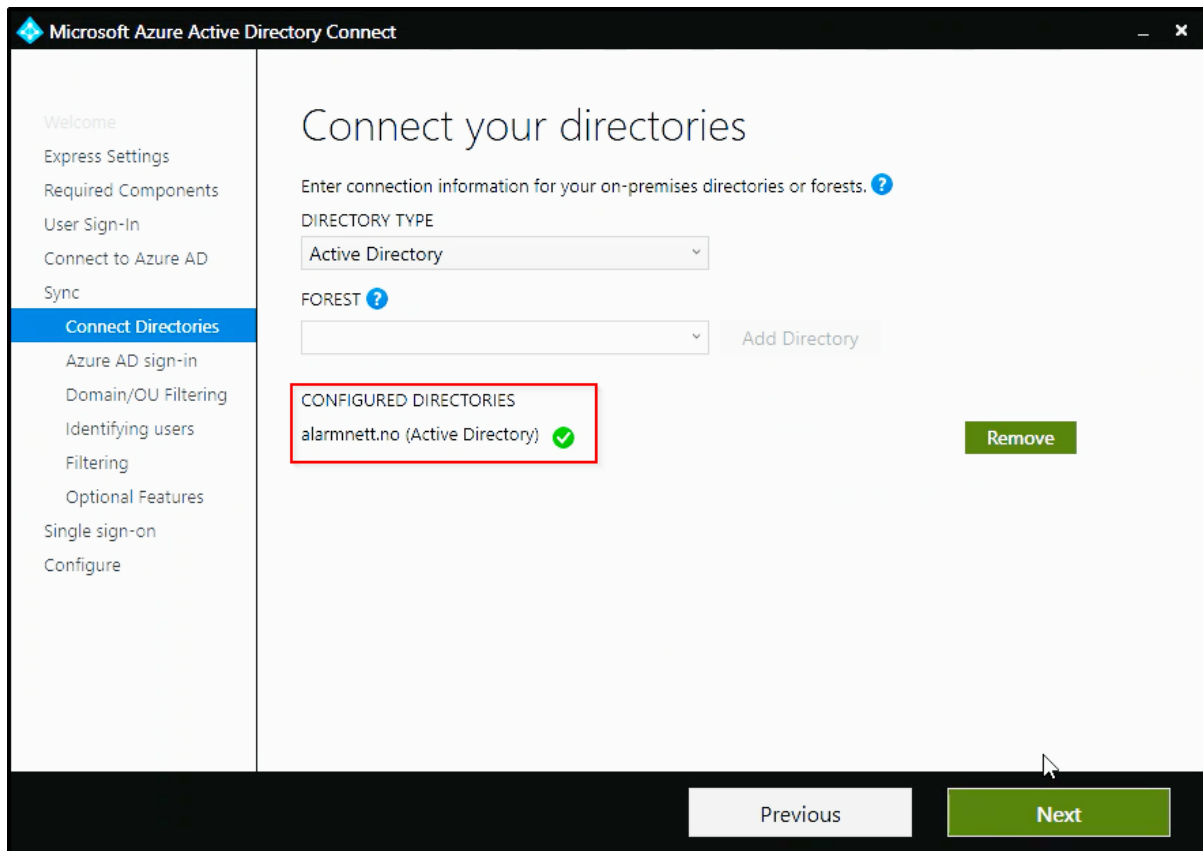 Microsoft Azure Active Directory Connect
Welcome
Express Settings
Required Components
User Sign-In
Connect to Azure AD
Sync
Connect Directories
Azure AD sign-in
Domain/OU Filtering
Identifying users
Filtering
Optional Features
Single sign-on
Configure
Connect your directories
Enter connection information for your on-premises directories or forests. ?
DIRECTORY TYPE
Active Directory
FOREST ?
Add Directory
CONFIGURED DIRECTORIES
alarmnett.no (Active Directory)
Remove
Previous
Next